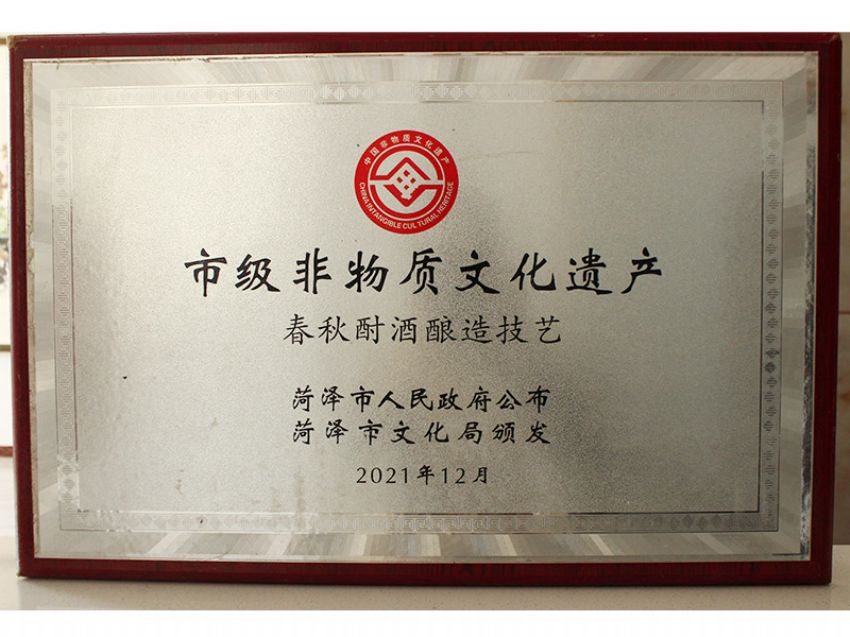 中国非物质文化遗产
CHINA INTANGIBLE CULTURAL HERITAGE
市级非物质文化遗产
春秋酎酒酿造技艺
菏泽市人民政府公布
菏泽市文化局颁发
2021年12月